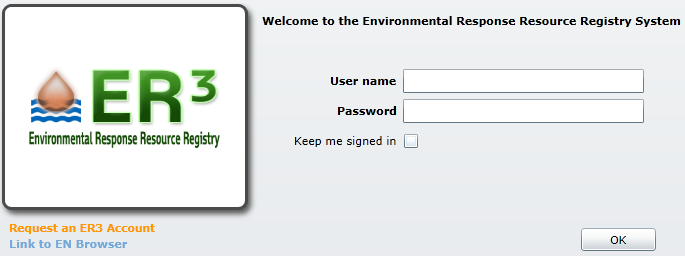 Welcome to the Environmental Response Resource Registry System
ER3
Environmental Response Resource Registry
User name
Password
Keep me signed in
Request an ER3 Account
Link to EN Browser
OK